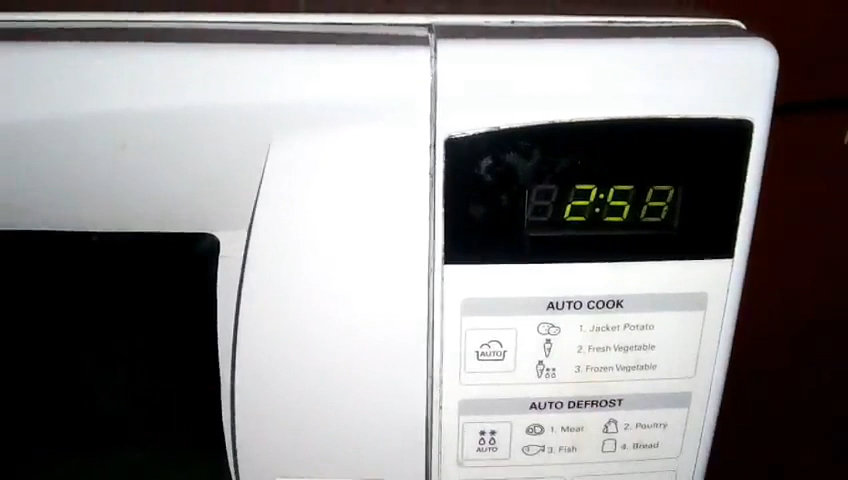 2:58
AUTO COOK
AUTO
1. Jacket Potato
2. Fresh Vegetable
3. Frozen Vegetable
AUTO DEFROST
AUTO
1. Meat 2. Poultry
3. Fish 4. Bread